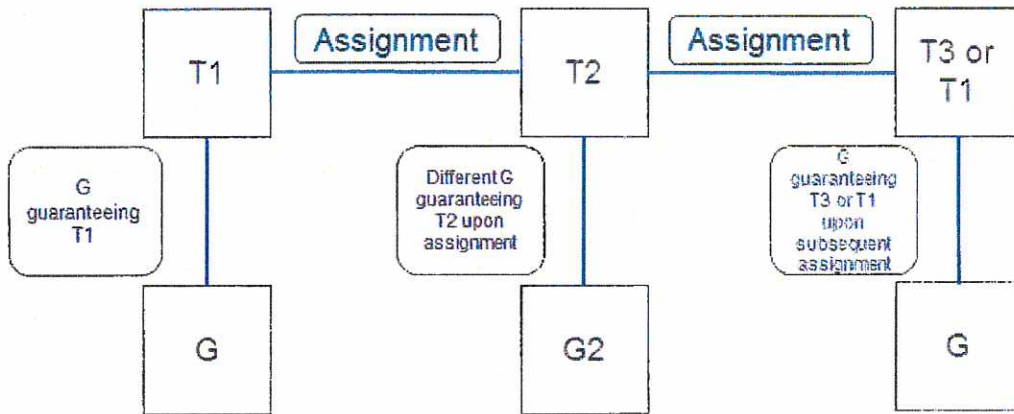 Assignment
Assignment
T1
T2
T3 or
T1
G
guaranteeing
T1
Different G
guaranteeing
T2 upon
assignment
G
guaranteeing
T3 or T1
upon
subsequent
assignment
G
G2
G